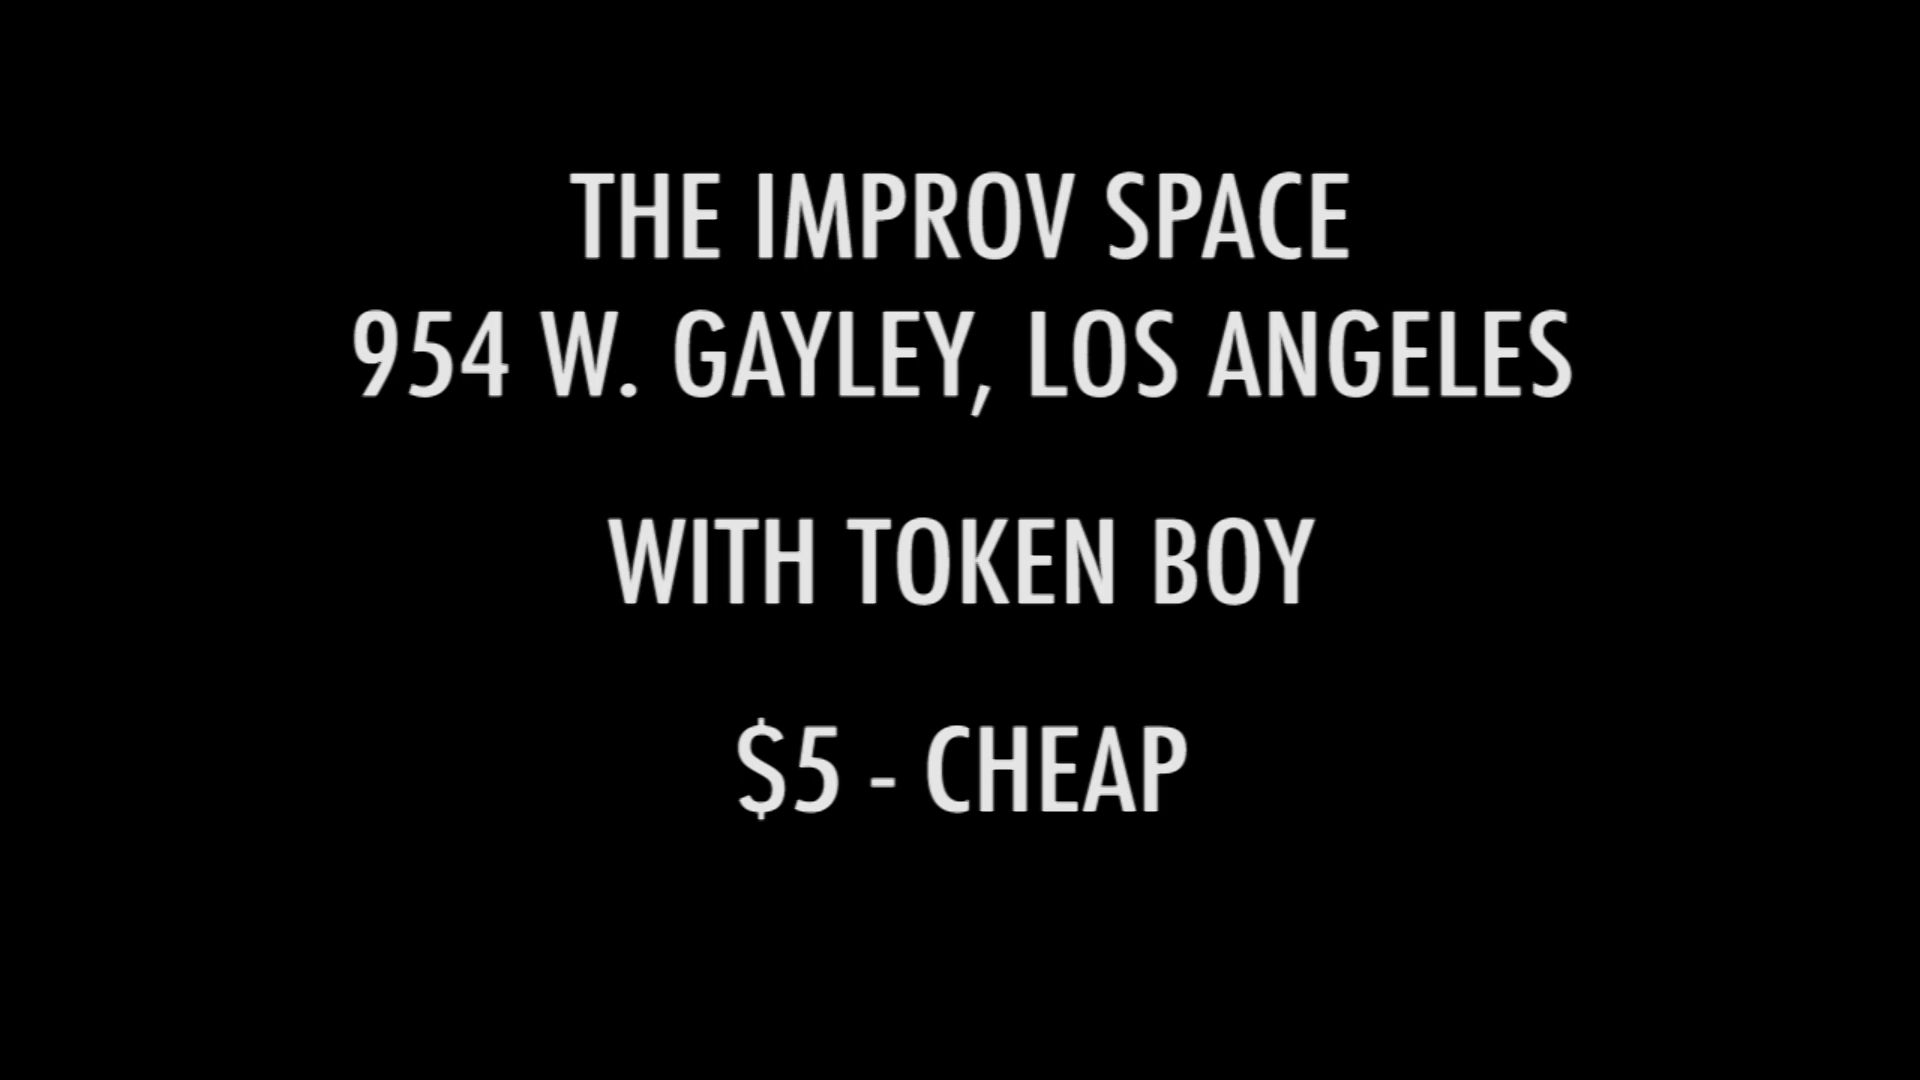 THE IMPROV SPACE
954 W. GAYLEY, LOS ANGELES
WITH TOKEN BOY
$5 - CHEAP